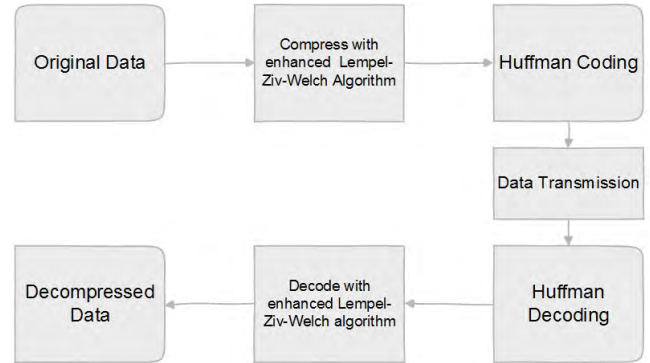 Original Data
Compress with
enhanced Lempel-
Ziv-Welch Algorithm
Huffman Coding
Data Transmission
Huffman
Decoding
Decode with
enhanced Lempel-
Ziv-Welch algorithm
Decompressed
Data